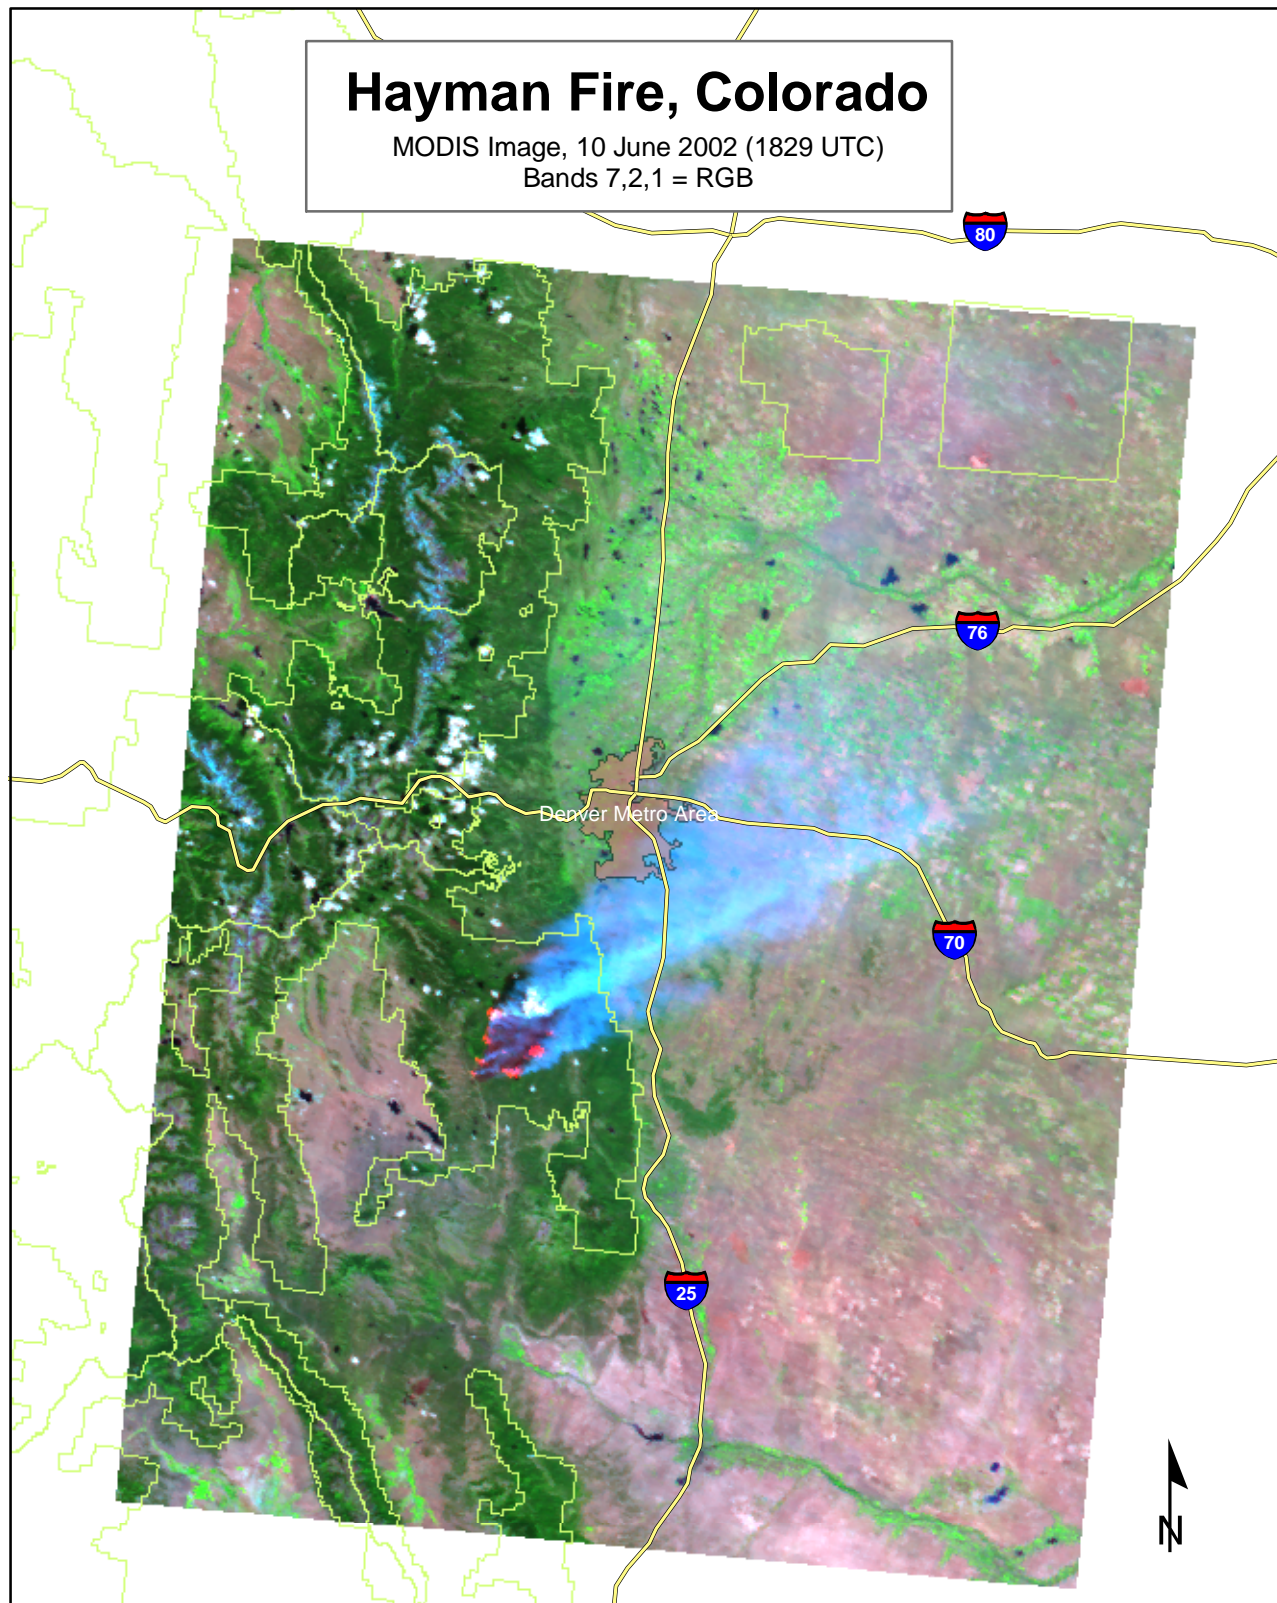 Hayman Fire, Colorado
MODIS Image, 10 June 2002 (1829 UTC)
Bands 7,2,1 = RGB
80
76
Denver Metro Area
70
25
N